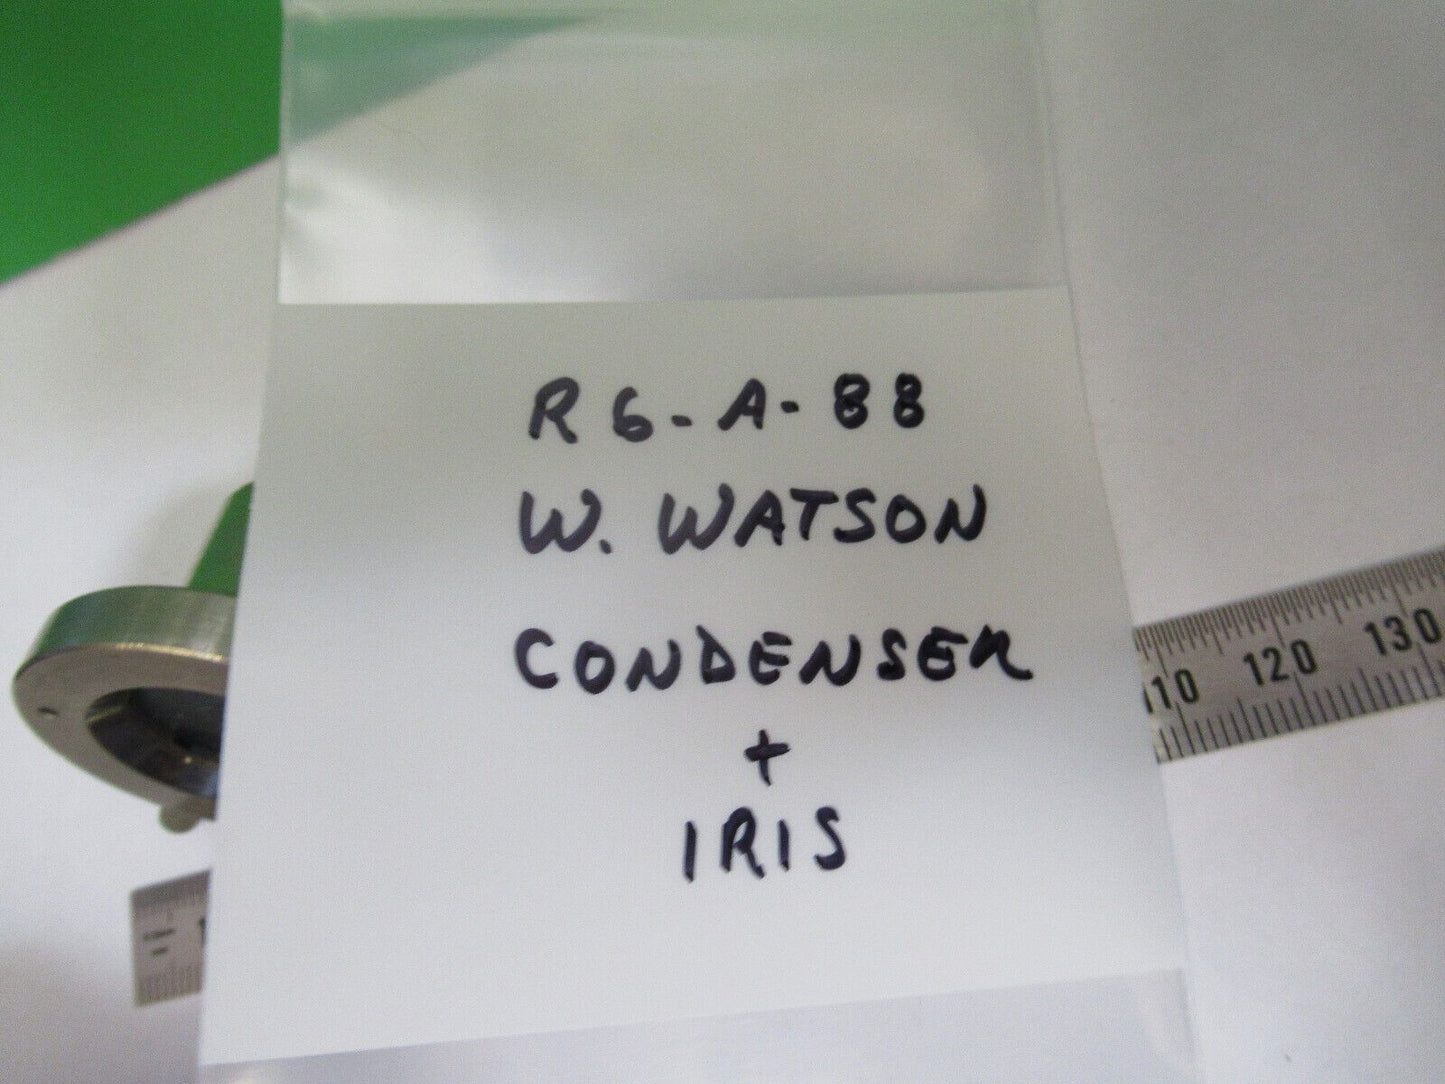 R6-A-88
W. WATSON
CONDENSER
+
IRIS
110 120 130